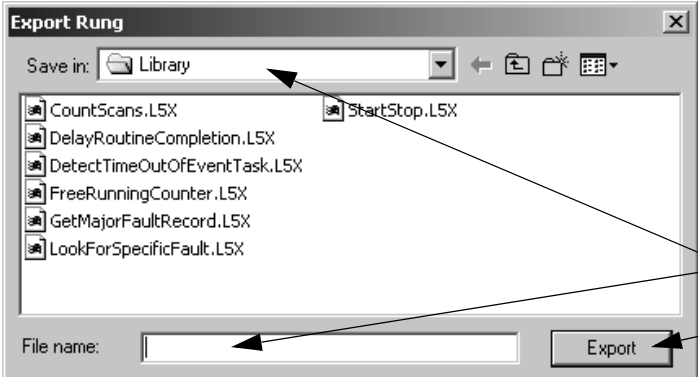 Export Rung
Save in: Library
CountScans.L5X
DelayRoutineCompletion.L5X
DetectTimeOutOfEventTask.L5X
FreeRunningCounter.L5X
GetMajorFaultRecord.L5X
LookForSpecificFault.L5X
StartStop.L5X
File name:
Export